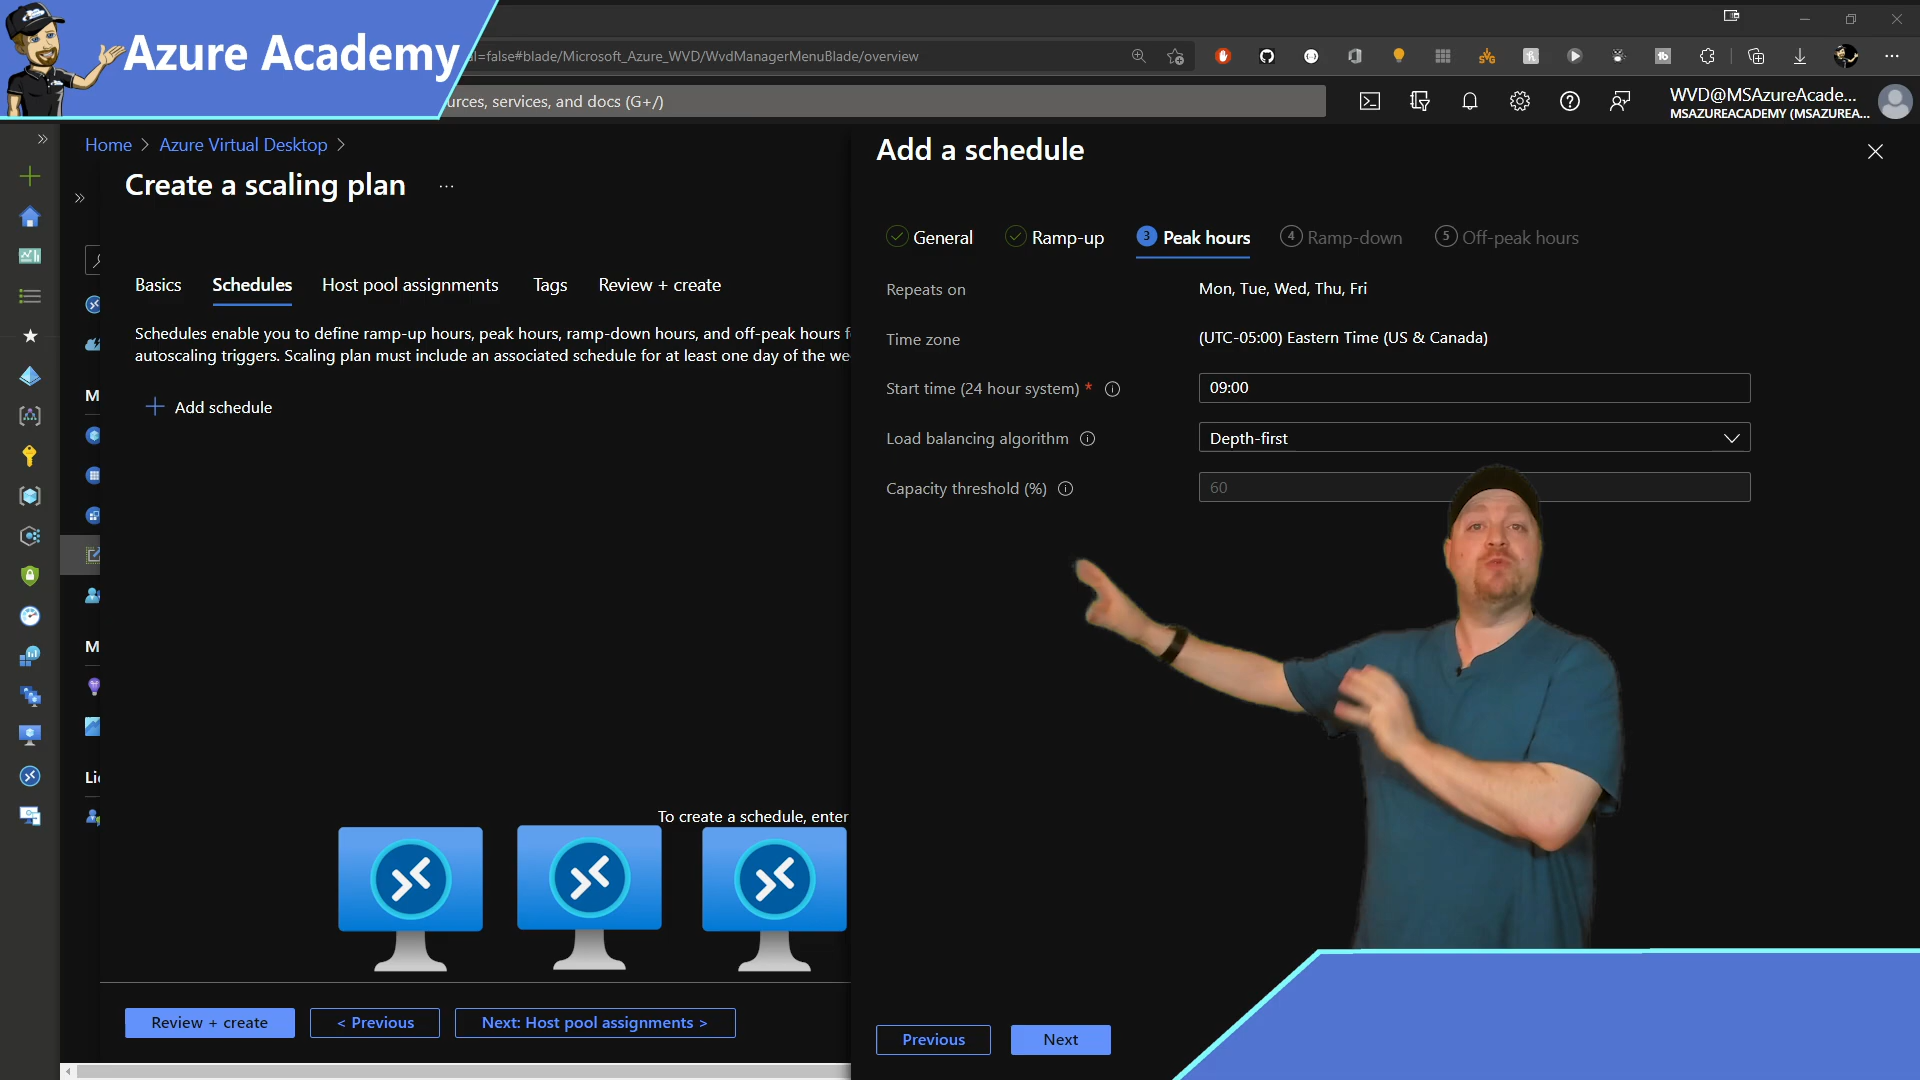 Azure Academy
al=false#blade/Microsoft_Azure_WVD/WvdManagerMenuBlade/overview
urces, services, and docs (G+/)
WVD@MSAzureAcade...
MSAZUREACADEMY (MSAZUREA...
Home > Azure Virtual Desktop >
Create a scaling plan ...
Basics Schedules Host pool assignments Tags Review + create
Schedules enable you to define ramp-up hours, peak hours, ramp-down hours, and off-peak hours f
autoscaling triggers. Scaling plan must include an associated schedule for at least one day of the we
+ Add schedule
M
M
Li
To create a schedule, enter
Review + create < Previous Next: Host pool assignments >
Add a schedule
General Ramp-up 3 Peak hours 4 Ramp-down 5 Off-peak hours
Repeats on Mon, Tue, Wed, Thu, Fri
Time zone (UTC-05:00) Eastern Time (US & Canada)
Start time (24 hour system) * 09:00
Load balancing algorithm Depth-first
Capacity threshold (%) 60
Previous Next